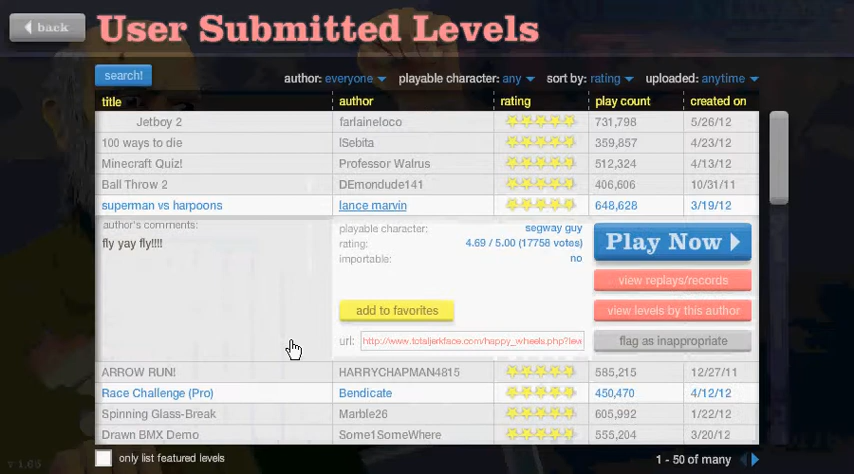 back
User Submitted Levels
search!
author: everyone playable character: any sort by: rating uploaded: anytime
title author rating play count created on
Jetboy 2 farlaineloco 731,798 5/26/12
100 ways to die ISebita 359,857 4/23/12
Minecraft Quiz! Professor Walrus 512,324 4/13/12
Ball Throw 2 DEmondude141 406,606 10/31/11
superman vs harpoons lance marvin 648,628 3/19/12
author's comments:
fly yay fly!!!!
playable character: segway guy
rating: 4.69 / 5.00 (17758 votes)
importable: no
add to favorites
url: http://www.totaljerkface.com/happy_wheels.php?lev
Play Now
view replays/records
view levels by this author
flag as inappropriate
ARROW RUN! HARRYCHAPMAN4815 585,215 12/27/11
Race Challenge (Pro) Bendicate 450,470 4/12/12
Spinning Glass-Break Marble26 605,992 1/22/12
Drawn BMX Demo Some1SomeWhere 555,204 3/20/12
only list featured levels
1 - 50 of many